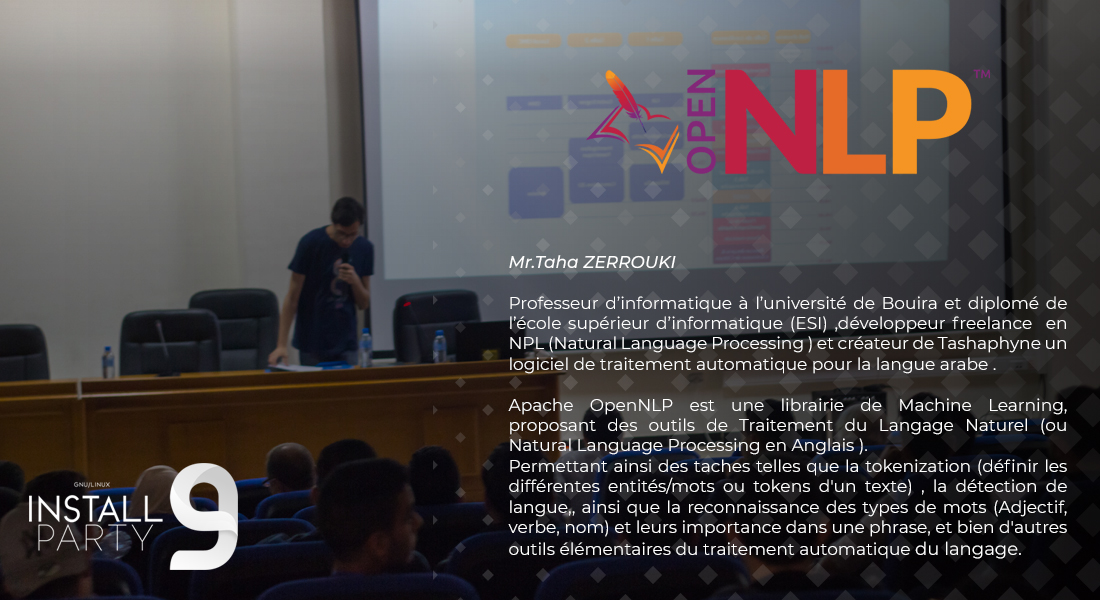 OPEN NLP™
Mr.Taha ZERROUKI
Professeur d'informatique à l'université de Bouira et diplomé de
l'école supérieur d'informatique (ESI) ,développeur freelance en
NPL (Natural Language Processing ) et créateur de Tashaphyne un
logiciel de traitement automatique pour la langue arabe .
Apache OpenNLP est une librairie de Machine Learning,
proposant des outils de Traitement du Langage Naturel (ou
Natural Language Processing en Anglais ).
Permettant ainsi des taches telles que la tokenization (définir les
différentes entités/mots ou tokens d'un texte) , la détection de
langue,, ainsi que la reconnaissance des types de mots (Adjectif,
verbe, nom) et leurs importance dans une phrase, et bien d'autres
outils élémentaires du traitement automatique du langage.
GNU/LINUX
INSTALL
PARTY
9